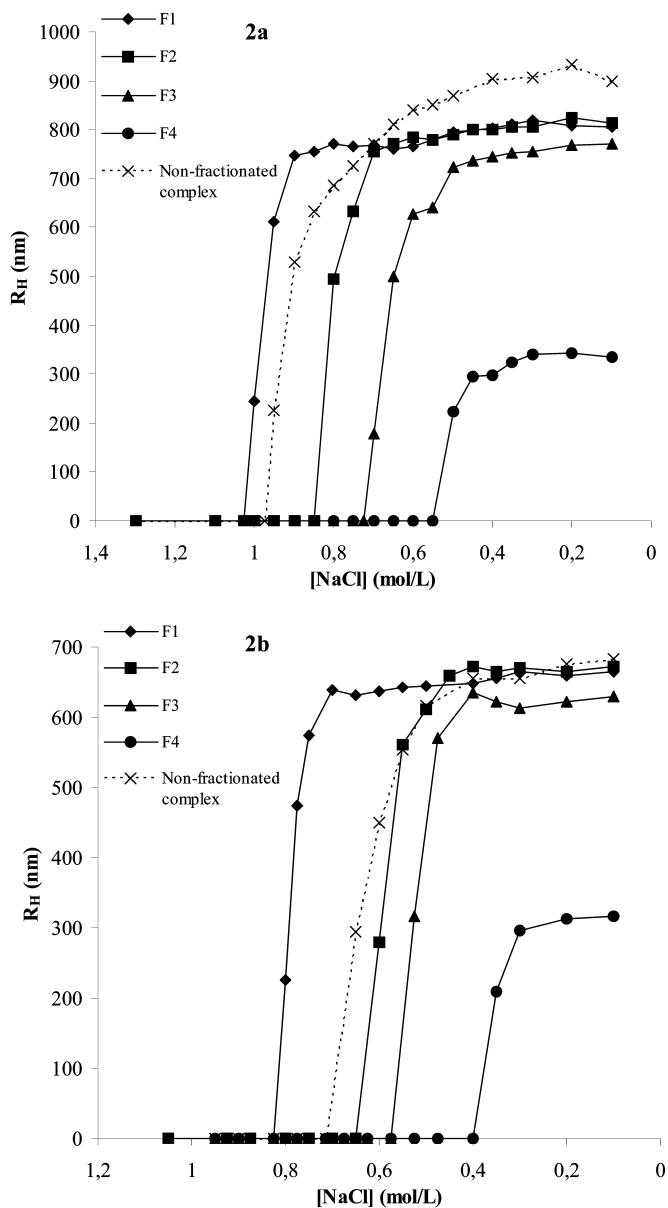 F1
F2
F3
F4
Non-fractionated
complex
2a
1000
900
800
700
600
500
400
300
200
100
0
R_H (nm)
1,4 1,2 1 0,8 0,6 0,4 0,2 0
[NaCl] (mol/L)
F1
F2
F3
F4
Non-fractionated
complex
2b
700
600
500
400
300
200
100
0
R_H (nm)
1,2 1 0,8 0,6 0,4 0,2 0
[NaCl] (mol/L)